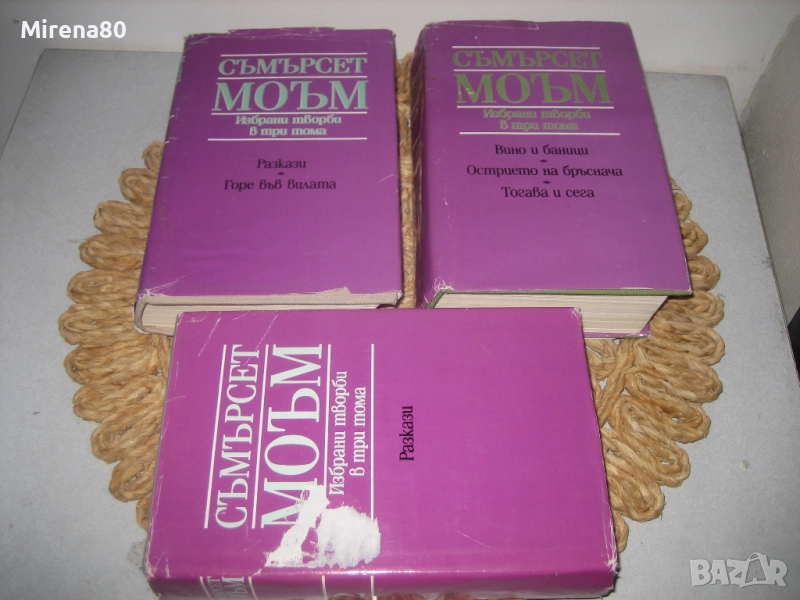 Mirena80
СЪМЪРСЕТ
МОЪМ
Избрани творби
в три тома
Разкази
Горе във вилата
СЪМЪРСЕТ
МОЪМ
Избрани творби
в три тома
Вино и баници
Острието на бръснача
Тогава и сега
СЪМЪРСЕТ
МОЪМ
Избрани творби
в три тома
Разкази
BAZAR